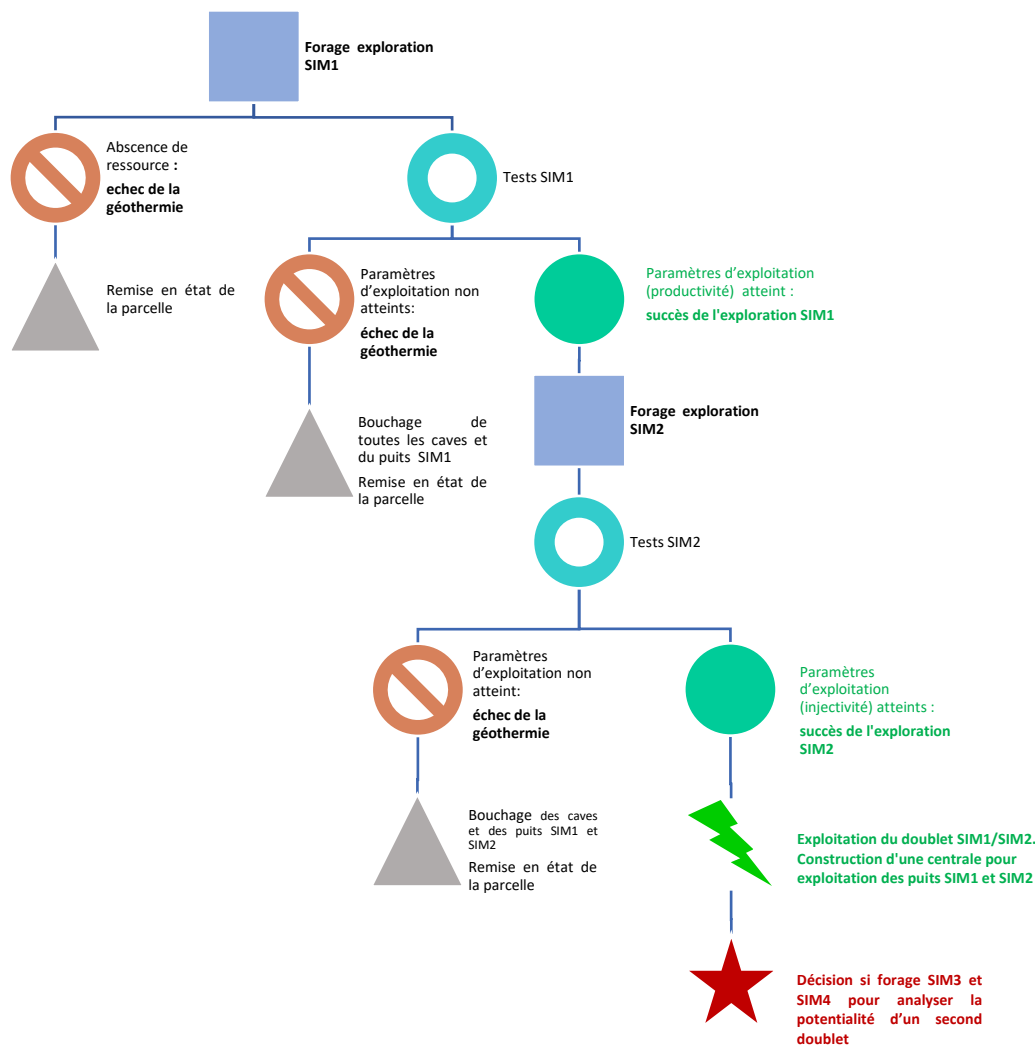 Forage exploration
SIM1
Abscence de
ressource :
echec de la
géothermie
Tests SIM1
Remise en état de
la parcelle
Paramètres
d'exploitation non
atteints:
échec de la
géothermie
Paramètres d'exploitation
(productivité) atteint :
succès de l'exploration SIM1
Bouchage de
toutes les caves et
du puits SIM1
Remise en état de
la parcelle
Forage exploration
SIM2
Tests SIM2
Paramètres
d'exploitation non
atteint:
échec de la
géothermie
Paramètres
d'exploitation
(injectivité) atteints :
succès de l'exploration
SIM2
Bouchage des caves
et des puits SIM1 et
SIM2
Remise en état de
la parcelle
Exploitation du doublet SIM1/SIM2.
Construction d'une centrale pour
exploitation des puits SIM1 et SIM2
Décision si forage SIM3 et
SIM4 pour analyser la
potentialité d'un second
doublet